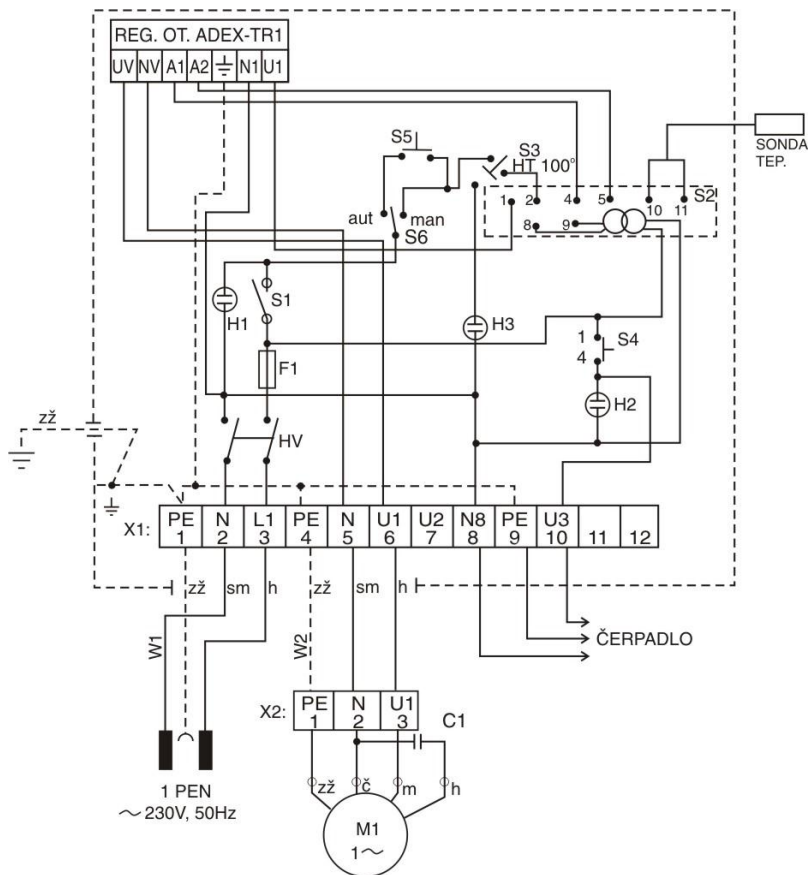 REG. OT. ADEX-TR1
UV NV A1 A2 N1 U1
S5
S3
HT 100°
SONDA
TEP.
1 2 4 5 10 11 S2
aut man
S6
8 9
H1
S1
H3
1
4
S4
F1
H2
zž
HV
X1:
PE N L1 PE N U1 U2 N8 PE U3
1 2 3 4 5 6 7 8 9 10 11 12
zž sm h zž sm h
W1
W2
ČERPADLO
X2:
PE N U1
1 2 3
C1
zž č m h
1 PEN
~ 230V, 50Hz
M1
1~